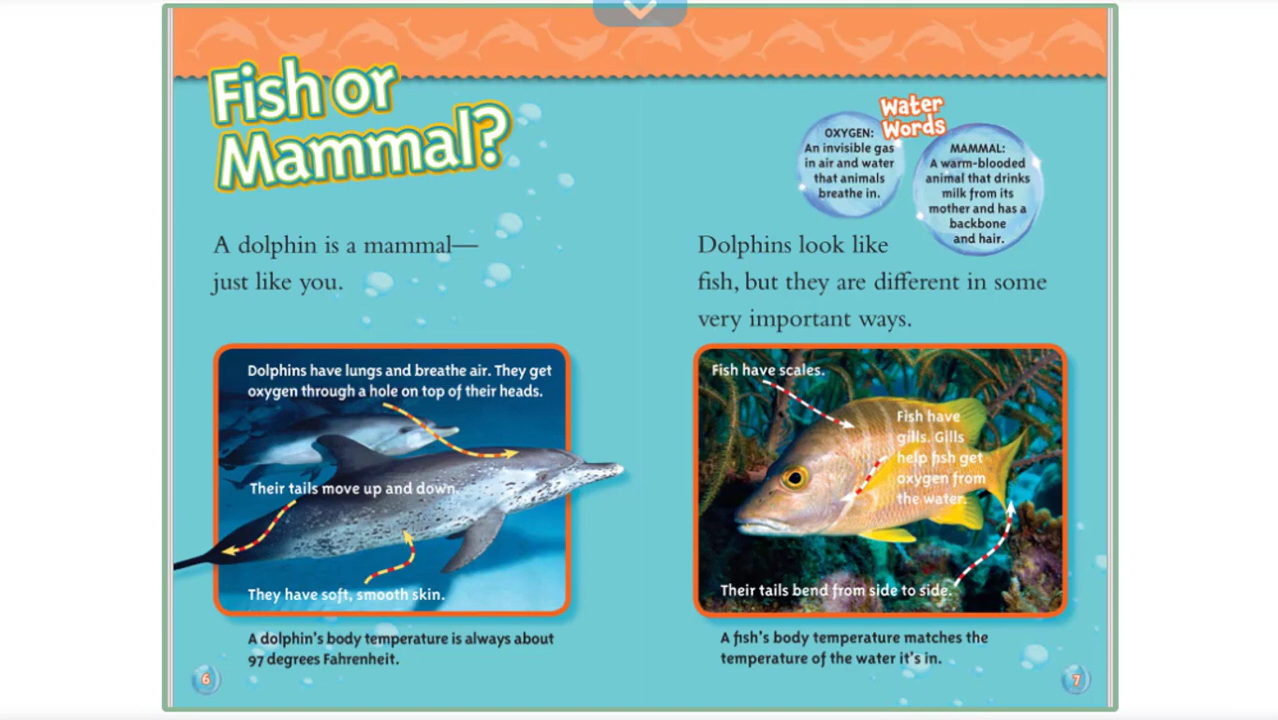 Fish or
Mammal?
A dolphin is a mammal—
just like you.
Dolphins have lungs and breathe air. They get
oxygen through a hole on top of their heads.
Their tails move up and down.
They have soft, smooth skin.
A dolphin's body temperature is always about
97 degrees Fahrenheit.
6
Water
Words
OXYGEN:
An invisible gas
in air and water
that animals
breathe in.
MAMMAL:
A warm-blooded
animal that drinks
milk from its
mother and has a
backbone
and hair.
Dolphins look like
fish, but they are different in some
very important ways.
Fish have scales.
Fish have
gills. Gills
help fish get
oxygen from
the water.
Their tails bend from side to side.
A fish's body temperature matches the
temperature of the water it's in.
7